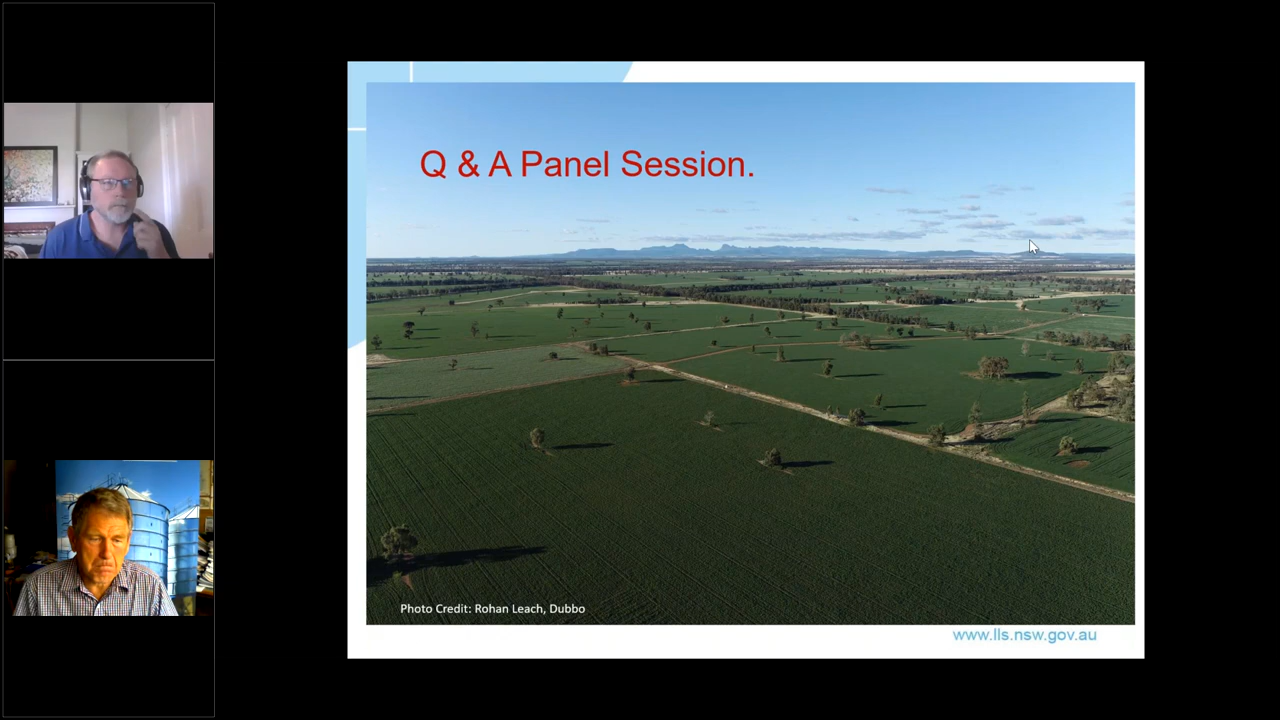 Q & A Panel Session.
Photo Credit: Rohan Leach, Dubbo
www.lls.nsw.gov.au